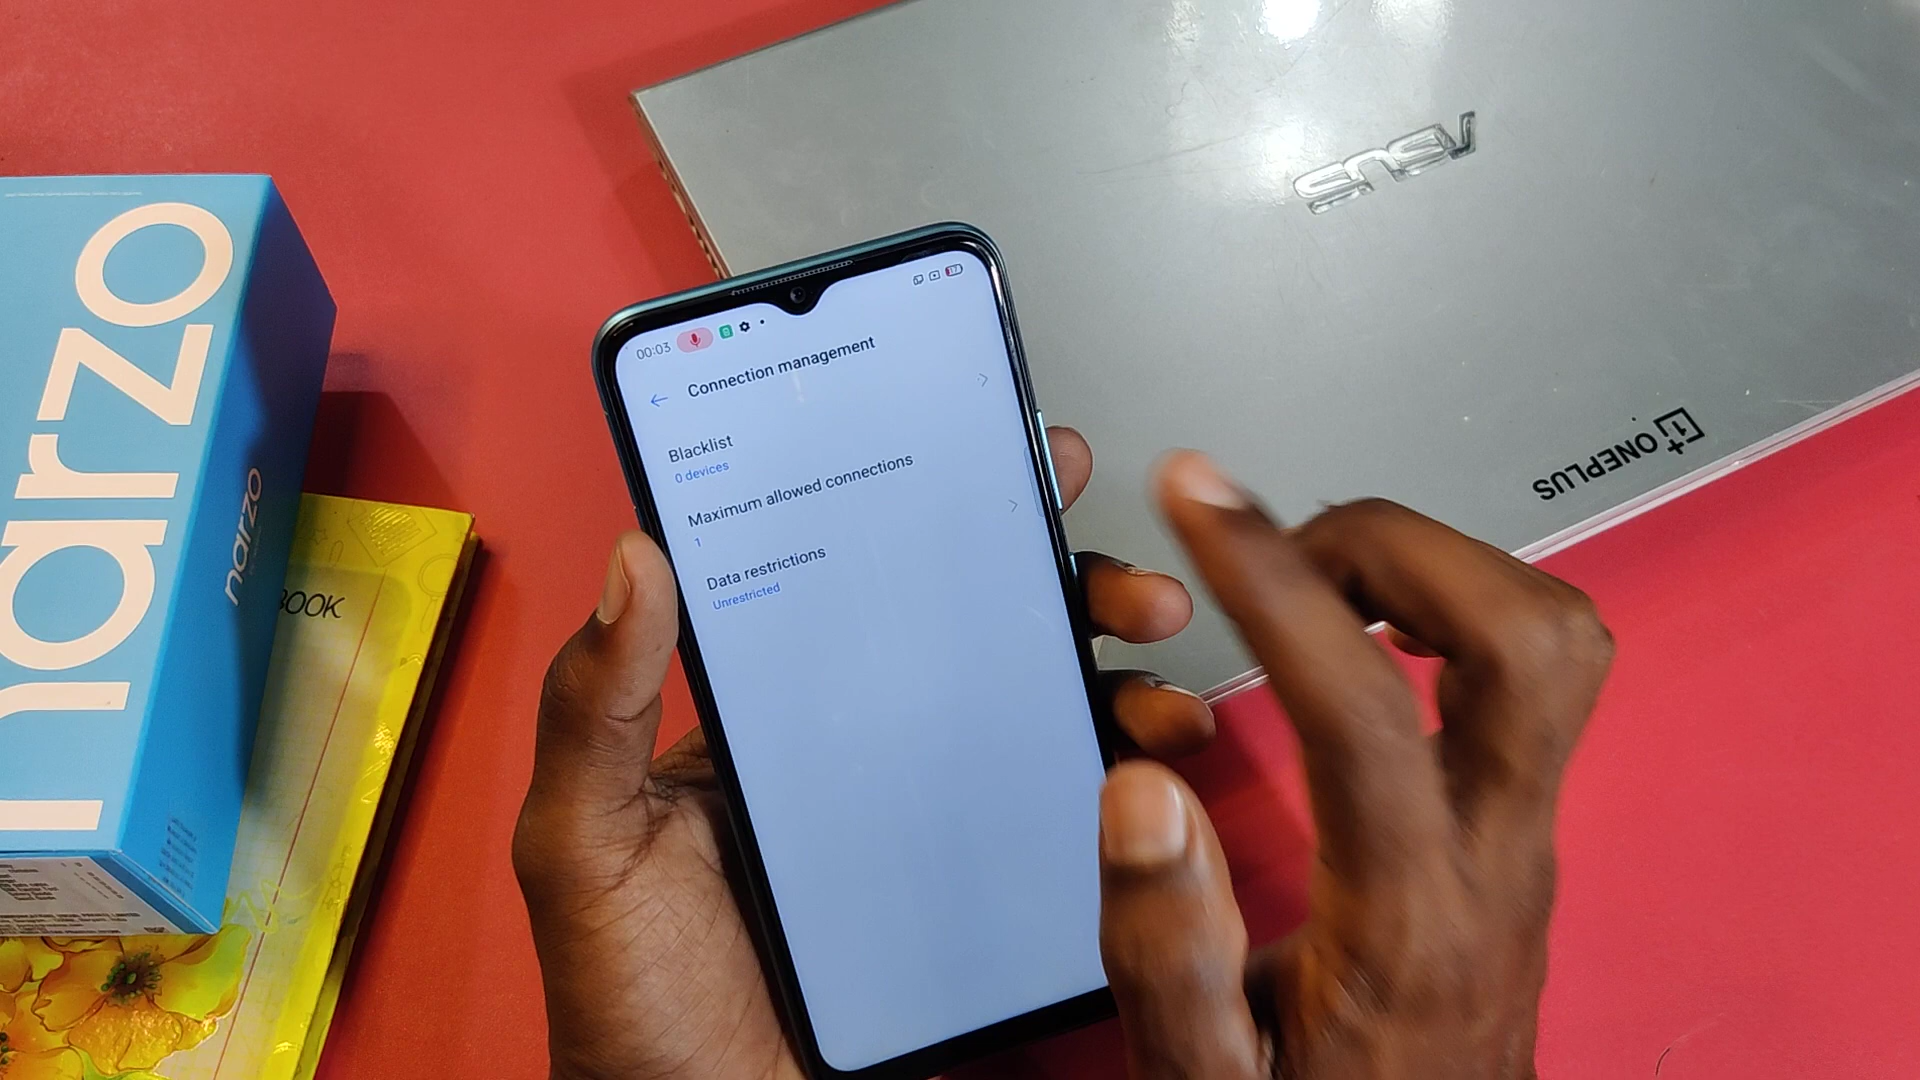 narzo
narzo
BOOK
00:03
17
Connection management
Blacklist
0 devices
Maximum allowed connections
1
Data restrictions
Unrestricted
ASUS
ONEPLUS